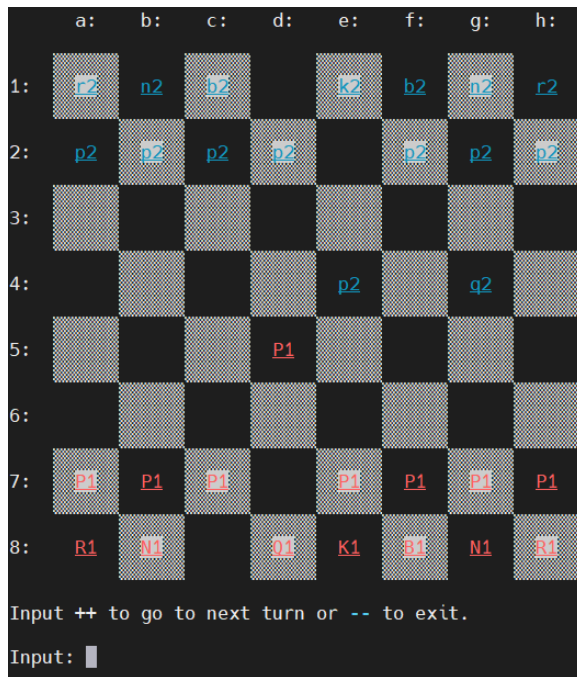 a: b: c: d: e: f: g: h:
1: r2 n2 b2 k2 b2 n2 r2
2: p2 p2 p2 p2 p2 p2 p2
3:
4: p2 q2
5: P1
6:
7: P1 P1 P1 P1 P1 P1 P1
8: R1 N1 Q1 K1 B1 N1 R1
Input ++ to go to next turn or -- to exit.
Input: